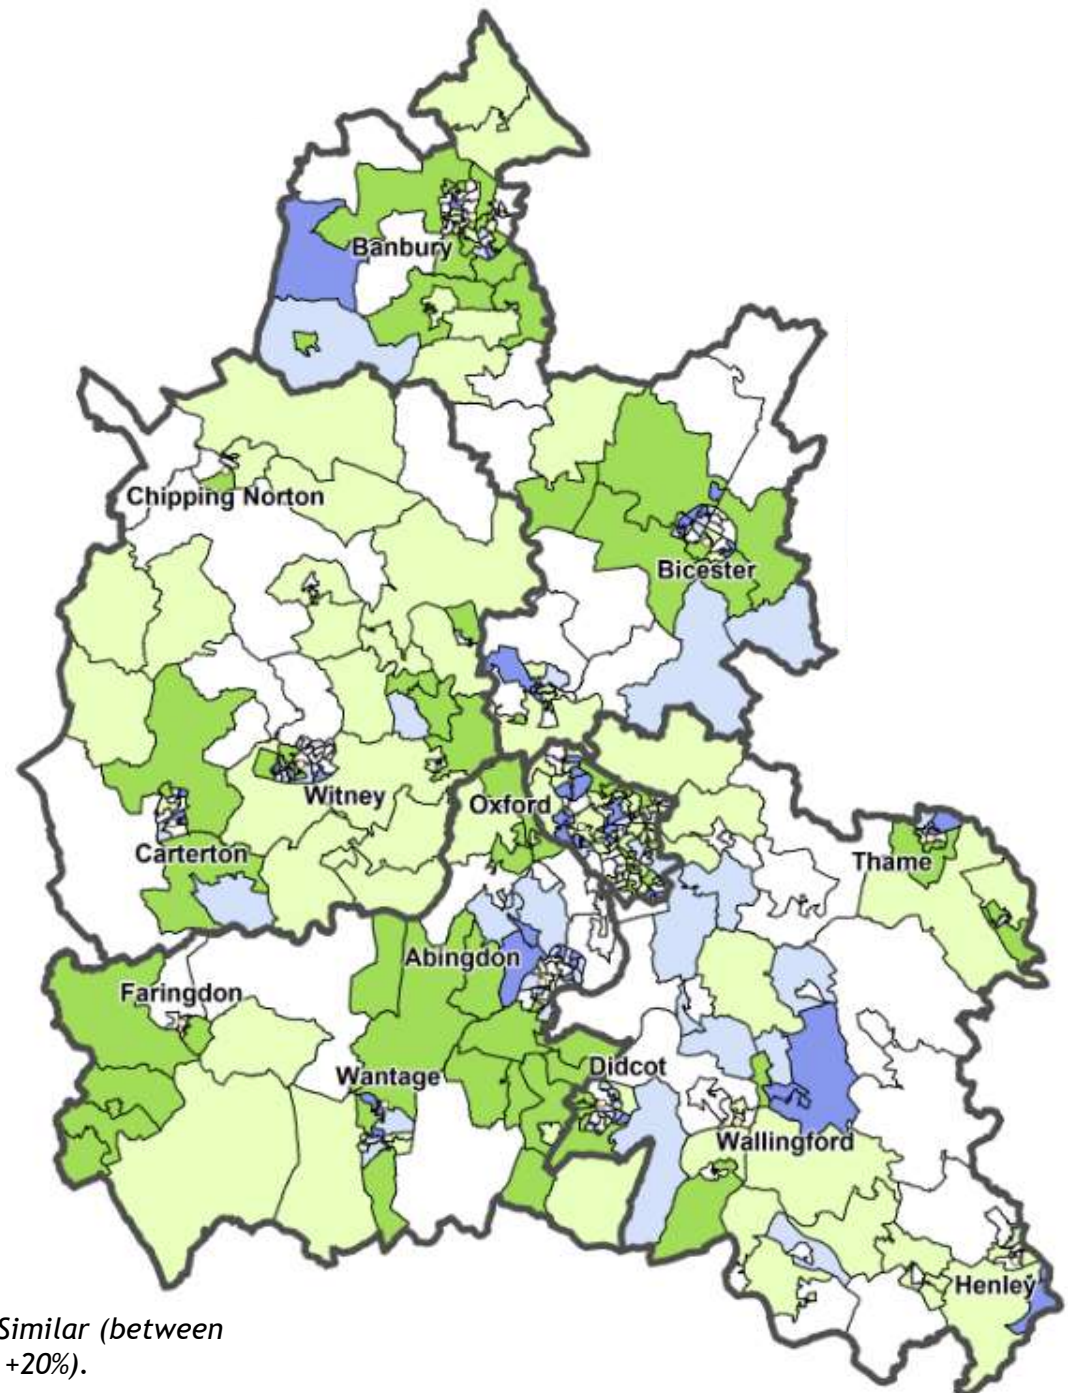 Banbury
Chipping Norton
Bicester
Witney
Oxford
Carterton
Thame
Abingdon
Faringdon
Didcot
Wantage
Wallingford
Henley
Similar (between
+20%).